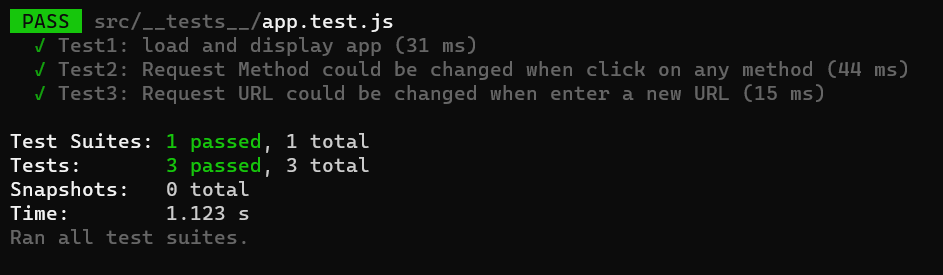 PASS src/__tests__/app.test.js
✓ Test1: load and display app (31 ms)
✓ Test2: Request Method could be changed when click on any method (44 ms)
✓ Test3: Request URL could be changed when enter a new URL (15 ms)
Test Suites: 1 passed, 1 total
Tests: 3 passed, 3 total
Snapshots: 0 total
Time: 1.123 s
Ran all test suites.